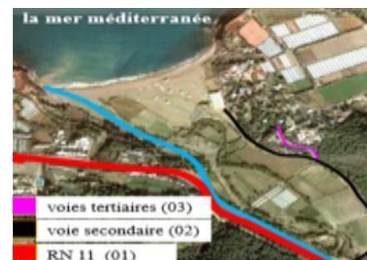 la mer méditerranée
voies tertiaires (03)
voie secondaire (02)
RN 11 (01)